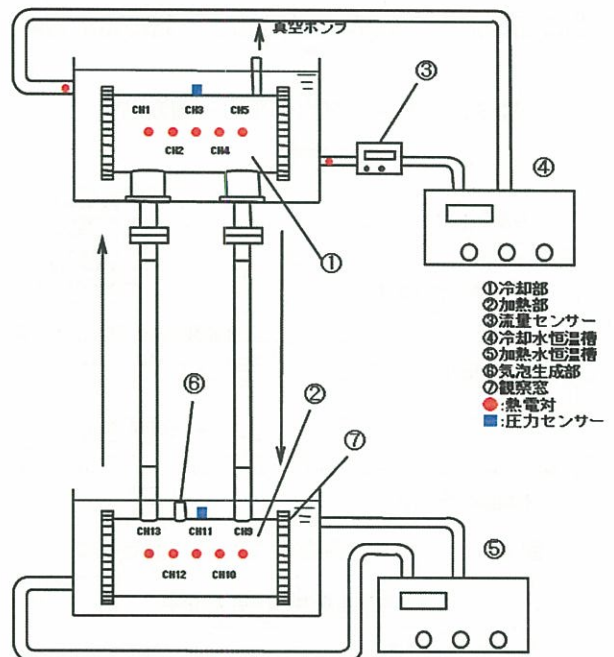 真空ポンプ
③
CH1 CH3 CH5
CH2 CH4
④
①
①冷却部
②加熱部
③流量センサー
④冷却水恒温槽
⑤加熱水恒温槽
⑥気泡生成部
⑦観察窓
:熱電対
:圧力センサー
⑥
②
⑦
CH13 CH11 CH9
CH12 CH10
⑤